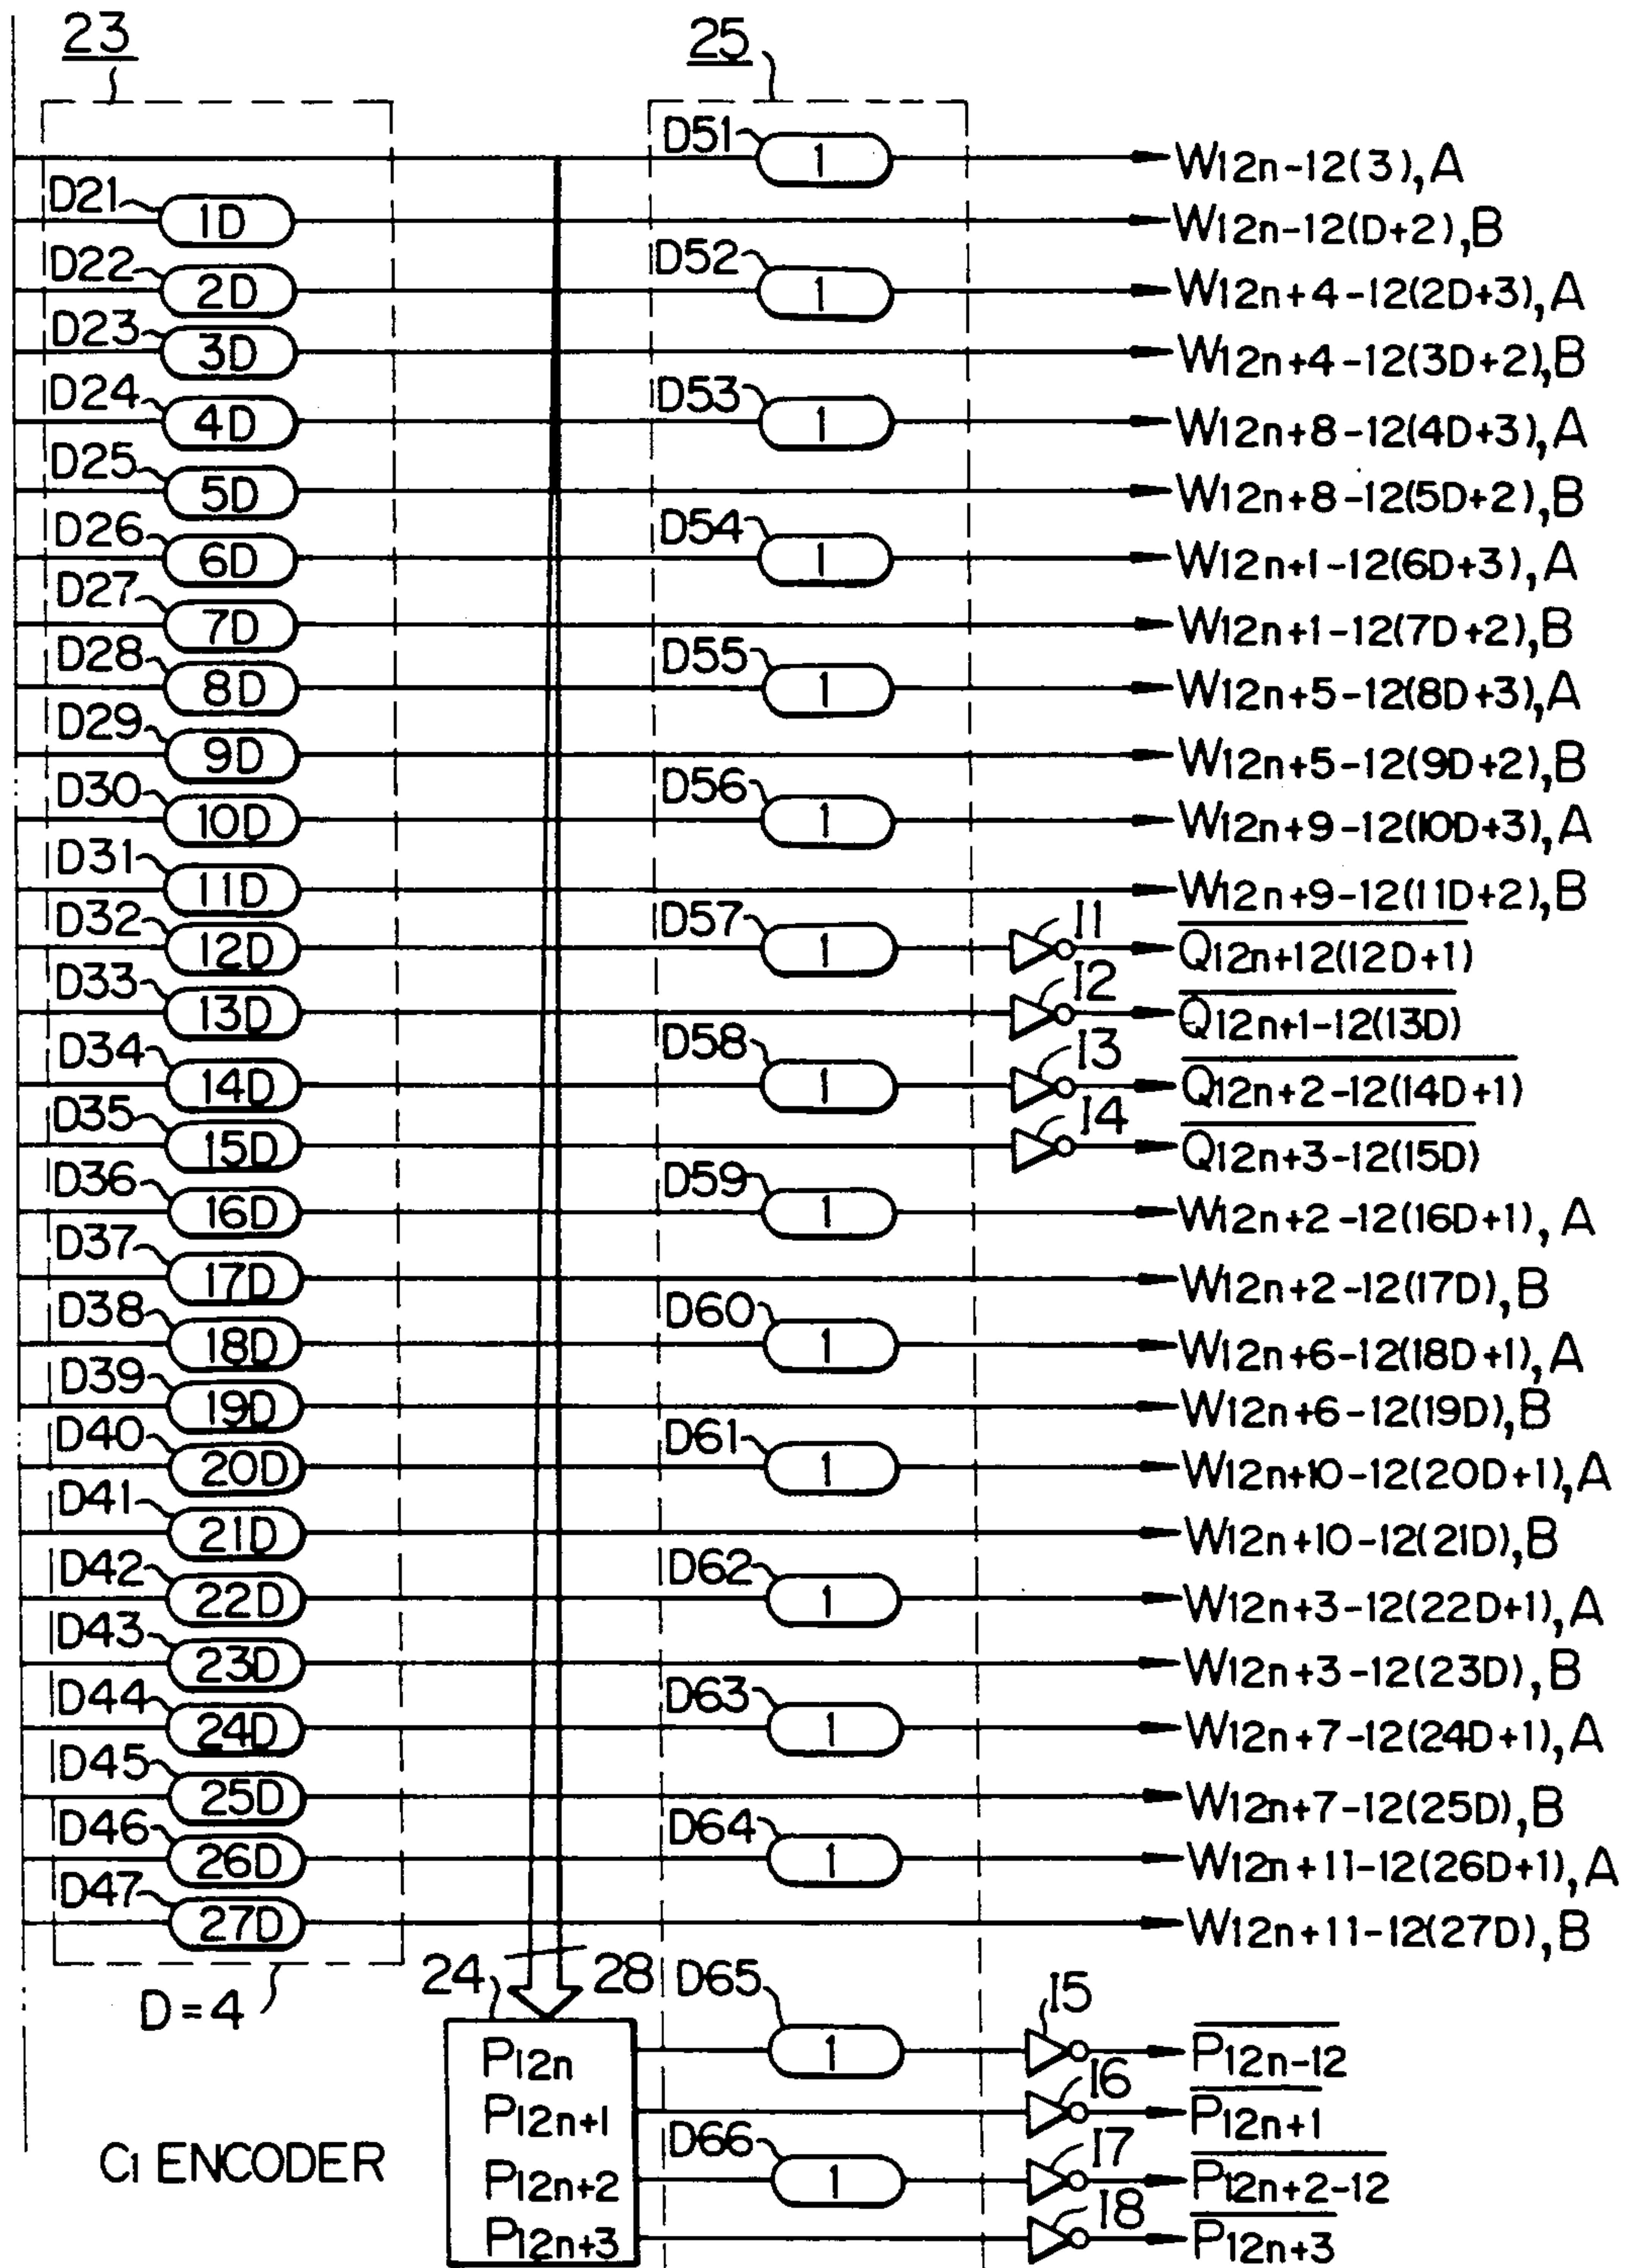 23 25
D51 1 W12n-12(3),A
D21 1D W12n-12(D+2),B
D22 2D D52 1 W12n+4-12(2D+3),A
D23 3D W12n+4-12(3D+2),B
D24 4D D53 1 W12n+8-12(4D+3),A
D25 5D W12n+8-12(5D+2),B
D26 6D D54 1 W12n+1-12(6D+3),A
D27 7D W12n+1-12(7D+2),B
D28 8D D55 1 W12n+5-12(8D+3),A
D29 9D W12n+5-12(9D+2),B
D30 10D D56 1 W12n+9-12(10D+3),A
D31 11D W12n+9-12(11D+2),B
D32 12D D57 1 I1 Q12n+12(12D+1)
D33 13D I2 Q12n+1-12(13D)
D34 14D D58 1 I3 Q12n+2-12(14D+1)
D35 15D I4 Q12n+3-12(15D)
D36 16D D59 1 W12n+2-12(16D+1),A
D37 17D W12n+2-12(17D),B
D38 18D D60 1 W12n+6-12(18D+1),A
D39 19D W12n+6-12(19D),B
D40 20D D61 1 W12n+10-12(20D+1),A
D41 21D W12n+10-12(21D),B
D42 22D D62 1 W12n+3-12(22D+1),A
D43 23D W12n+3-12(23D),B
D44 24D D63 1 W12n+7-12(24D+1),A
D45 25D W12n+7-12(25D),B
D46 26D D64 1 W12n+11-12(26D+1),A
D47 27D W12n+11-12(27D),B
D=4 24 28
P12n D65 1 I5 P12n-12
P12n+1 I6 P12n+1
C1 ENCODER
P12n+2 D66 1 I7 P12n+2-12
P12n+3 I8 P12n+3